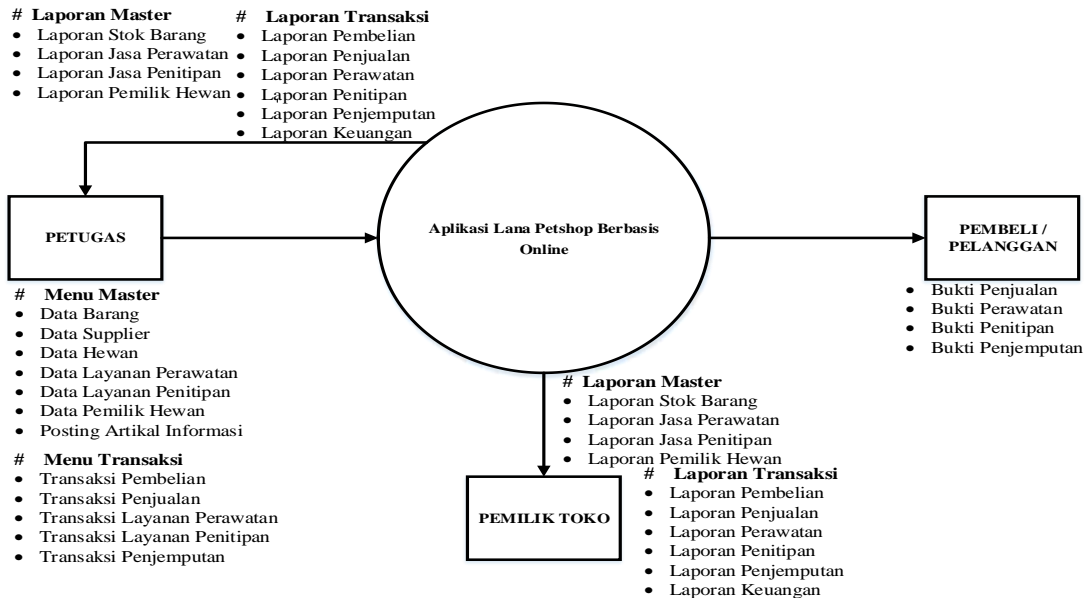 # Laporan Master
• Laporan Stok Barang
• Laporan Jasa Perawatan
• Laporan Jasa Penitipan
• Laporan Pemilik Hewan
# Laporan Transaksi
• Laporan Pembelian
• Laporan Penjualan
• Laporan Perawatan
• Laporan Penitipan
• Laporan Penjemputan
• Laporan Keuangan
PETUGAS
Aplikasi Lana Petshop Berbasis
Online
PEMBELI /
PELANGGAN
# Menu Master
• Data Barang
• Data Supplier
• Data Hewan
• Data Layanan Perawatan
• Data Layanan Penitipan
• Data Pemilik Hewan
• Posting Artikal Informasi
# Menu Transaksi
• Transaksi Pembelian
• Transaksi Penjualan
• Transaksi Layanan Perawatan
• Transaksi Layanan Penitipan
• Transaksi Penjemputan
• Bukti Penjualan
• Bukti Perawatan
• Bukti Penitipan
• Bukti Penjemputan
# Laporan Master
• Laporan Stok Barang
• Laporan Jasa Perawatan
• Laporan Jasa Penitipan
• Laporan Pemilik Hewan
PEMILIK TOKO
# Laporan Transaksi
• Laporan Pembelian
• Laporan Penjualan
• Laporan Perawatan
• Laporan Penitipan
• Laporan Penjemputan
• Laporan Keuangan